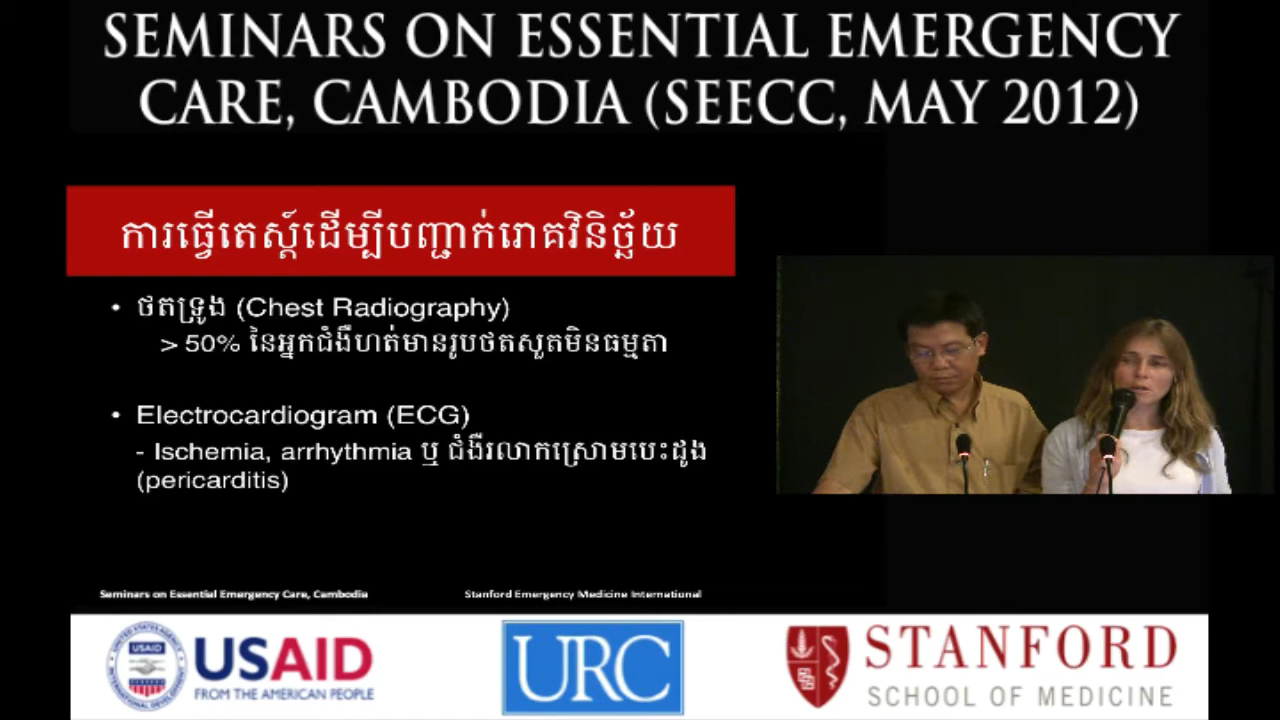 SEMINARS ON ESSENTIAL EMERGENCY
CARE, CAMBODIA (SEECC, MAY 2012)
ការធ្វើតេស្ត៍ដើម្បីបញ្ជាក់រោគវិនិច្ឆ័យ
• ថតទ្រូង (Chest Radiography)
> 50% នៃអ្នកជំងឺហត់មានរូបថតសួតមិនធម្មតា
• Electrocardiogram (ECG)
- Ischemia, arrhythmia ឬ ជំងឺរលាកស្រោមបេះដូង
(pericarditis)
Seminars on Essential Emergency Care, Cambodia
Stanford Emergency Medicine International
USAID
USAID
FROM THE AMERICAN PEOPLE
URC
STANFORD
SCHOOL OF MEDICINE